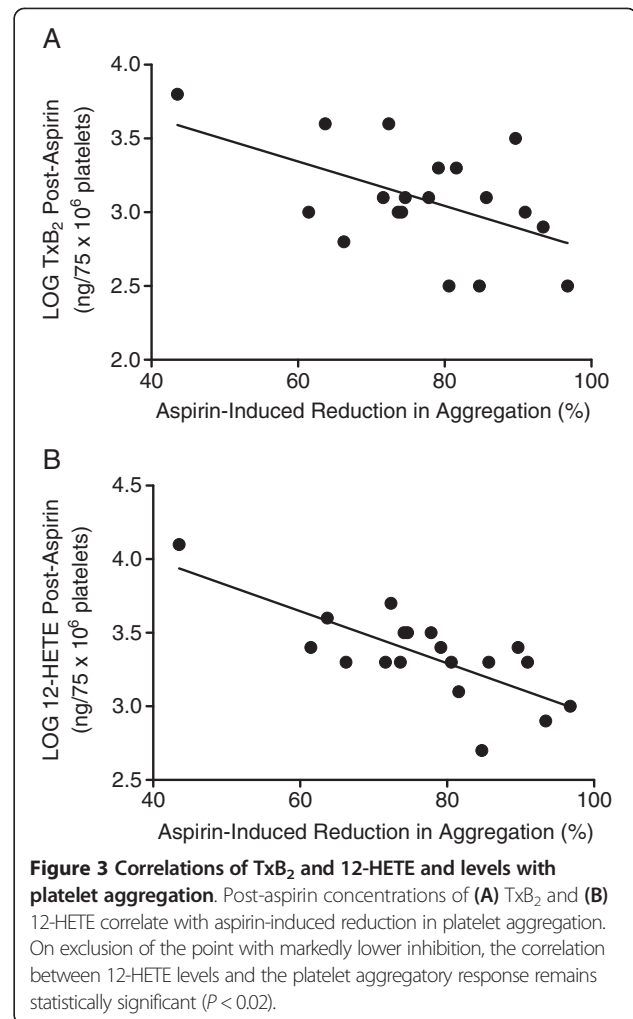 A
4.0
3.5
3.0
2.5
2.0
LOG TxB₂ Post-Aspirin
(ng/75 x 10⁶ platelets)
40 60 80 100
Aspirin-Induced Reduction in Aggregation (%)
B
4.5
4.0
3.5
3.0
2.5
LOG 12-HETE Post-Aspirin
(ng/75 x 10⁶ platelets)
40 60 80 100
Aspirin-Induced Reduction in Aggregation (%)
Figure 3 Correlations of TxB₂ and 12-HETE and levels with
platelet aggregation. Post-aspirin concentrations of (A) TxB₂ and (B)
12-HETE correlate with aspirin-induced reduction in platelet aggregation.
On exclusion of the point with markedly lower inhibition, the correlation
between 12-HETE levels and the platelet aggregatory response remains
statistically significant (P < 0.02).